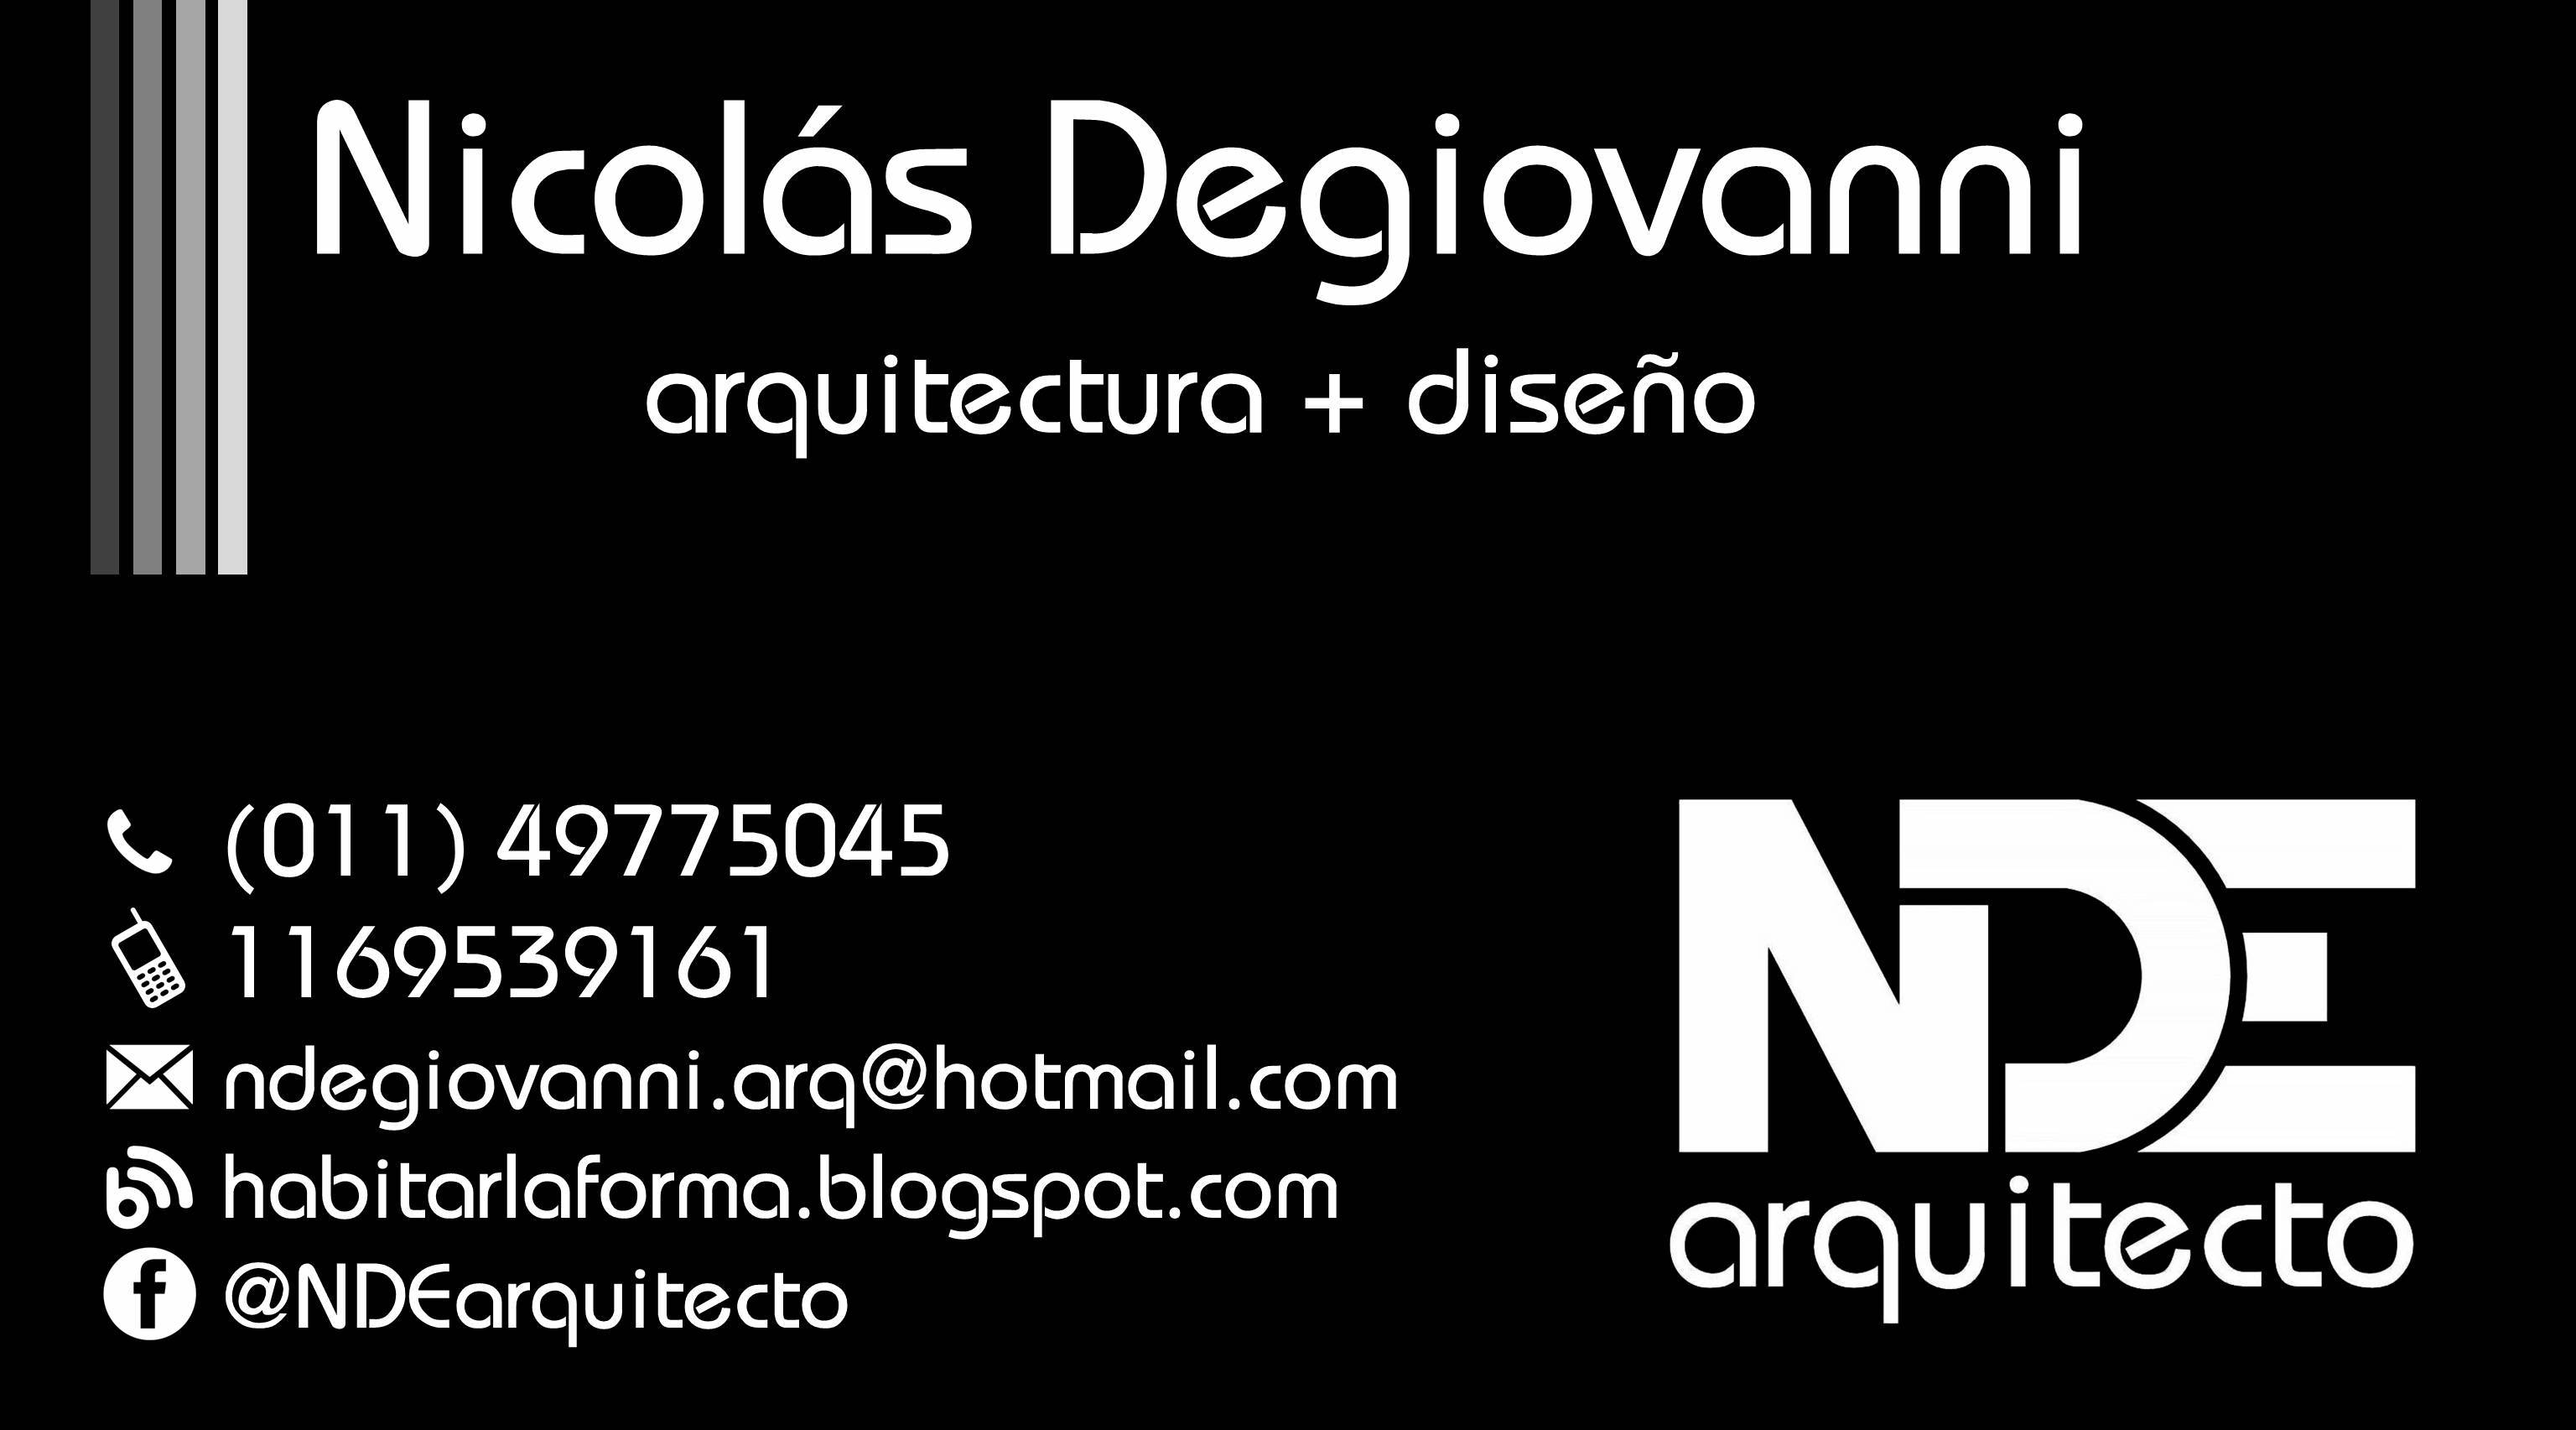 Nicolás Degiovanni
arquitectura + diseño
(011) 49775045
1169539161
ndegiovanni.arq@hotmail.com
habitarlaforma.blogspot.com
@NDEarquitecto
NDE
arquitecto